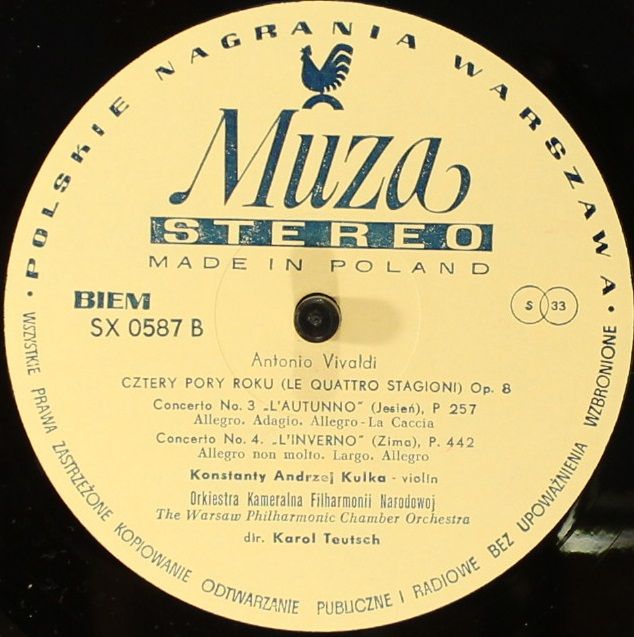 • POLSKIE NAGRANIA WARSZAWA •
Muza
STEREO
MADE IN POLAND
BIEM
SX 0587 B
S 33
Antonio Vivaldi
CZTERY PORY ROKU (LE QUATTRO STAGIONI) Op. 8
Concerto No. 3 „L'AUTUNNO" (Jesień), P 257
Allegro. Adagio. Allegro - La Caccia
Concerto No. 4. „L'INVERNO" (Zima), P. 442
Allegro non molto. Largo. Allegro
Konstanty Andrzej Kulka - violin
Orkiestra Kameralna Filharmonii Narodowoj
The Warsaw Philharmonic Chamber Orchestra
dir. Karol Teutsch
WSZYSTKIE PRAWA ZASTRZEŻONE KOPIOWANIE ODTWARZANIE PUBLICZNE I RADIOWE BEZ UPOWAŻNIENIA WZBRONIONE